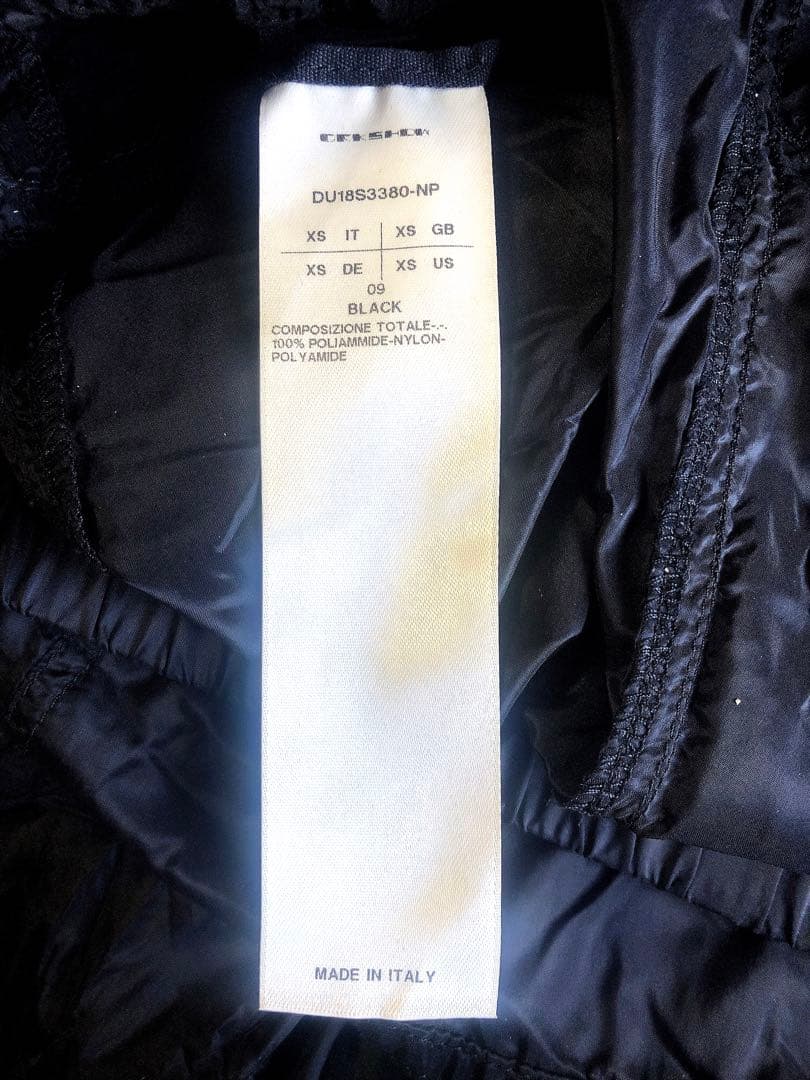 DRKSHDW
DU18S3380-NP
XS IT XS GB
XS DE XS US
09
BLACK
COMPOSIZIONE TOTALE-.-.
100% POLIAMMIDE-NYLON-
POLYAMIDE
MADE IN ITALY